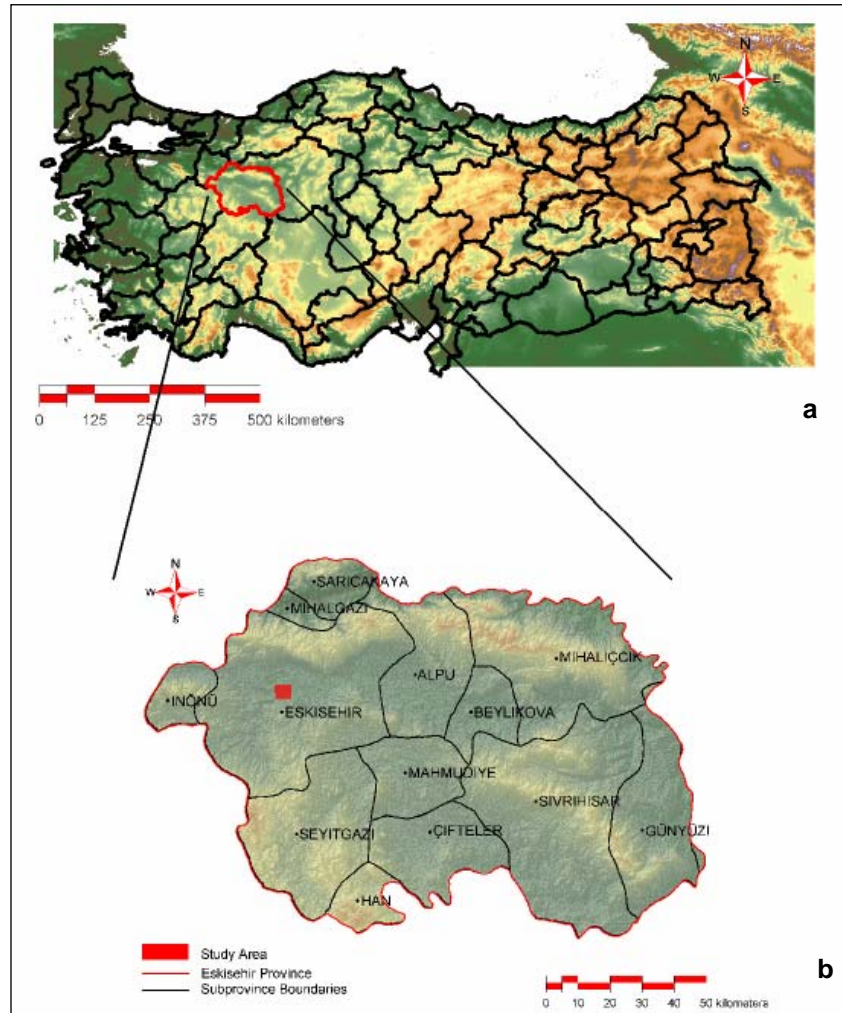 N
W E
S
0 125 250 375 500 kilometers
a
N
W E
S
•SARICAKAYA
•MIHALGAZI
•MIHALIÇCIK
•ALPU
•INÖNÜ
•ESKISEHIR
•BEYLIKOVA
•MAHMUDIYE
•SIVRIHISAR
•SEYITGAZI
•ÇIFTELER
•GÜNYÜZI
•HAN
Study Area
Eskisehir Province
Subprovince Boundaries
b
0 10 20 30 40 50 kilometers